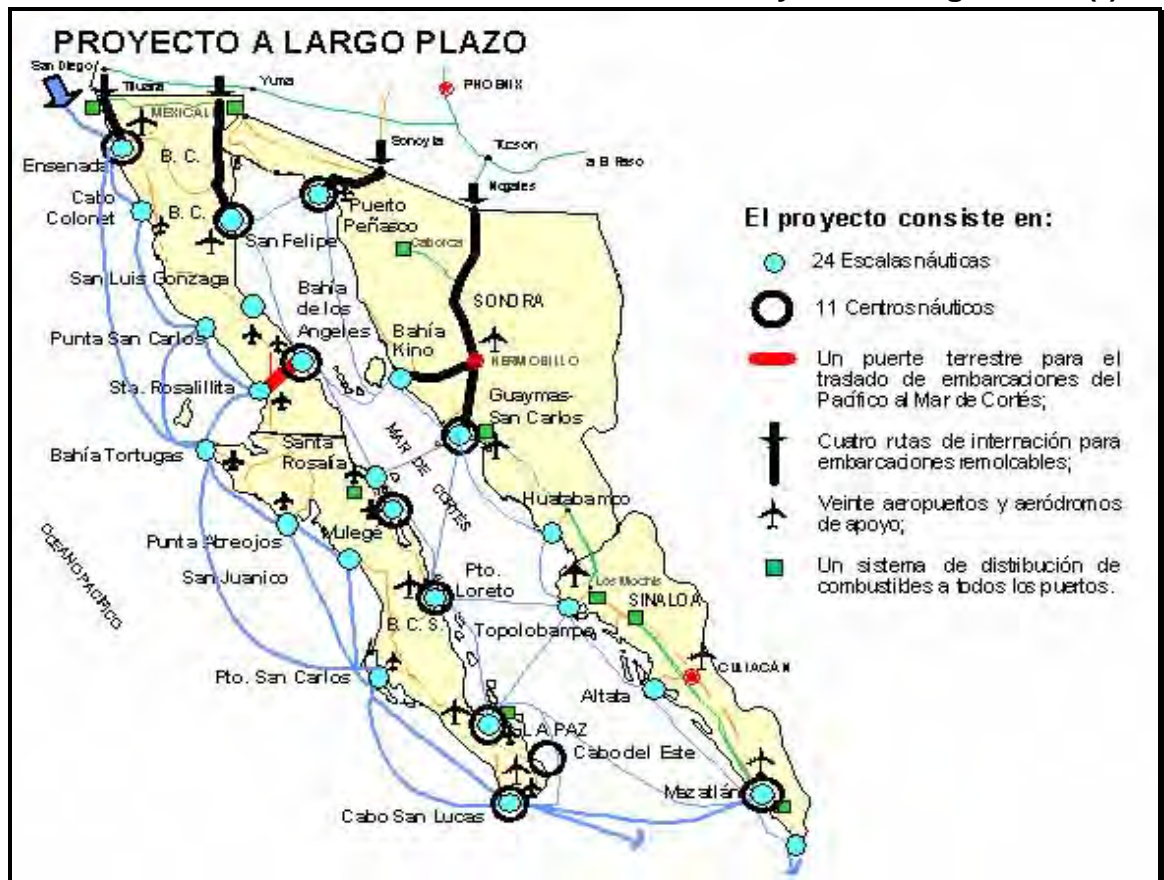 PROYECTO A LARGO PLAZO
San Diego
Yuma
PHOENIX
Tijuana
MEXICALI
Sonoyta
Tucson
a El Paso
Nogales
Ensenada
B. C.
Cabo
Colonet
B. C.
San Felipe
Puerto
Peñasco
Caborca
San Luis Gonzaga
Bahía
de los
Angeles
SONORA
Punta San Carlos
Bahía
Kino
HERMOSILLO
Sta. Rosalillita
Guaymas-
San Carlos
Bahía Tortugas
Santa
Rosalía
MAR DE CORTÉS
Huatabampo
OCEANO PACIFICO
Punta Abreojos
Mulegé
San Juanico
Pto.
Loreto
Los Mochis
SINALOA
B. C. S.
Topolobampo
Pto. San Carlos
CULIACÁN
Altata
LA PAZ
Cabo del Este
Mazatlán
Cabo San Lucas
El proyecto consiste en:
24 Escalas náuticas
11 Centros náuticos
Un puerte terrestre para el
traslado de embarcaciones del
Pacífico al Mar de Cortés;
Cuatro rutas de internación para
embarcaciones remolcables;
Veinte aeropuertos y aeródromos
de apoyo;
Un sistema de distibución de
combustibles a todos los puertos.